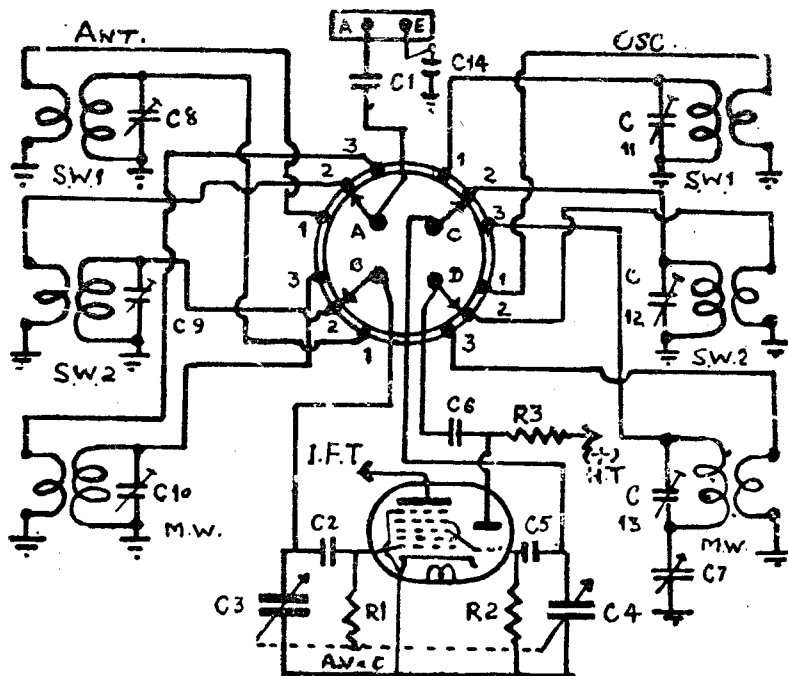 ANT.
A E
OSC.
C1
C14
C8
C
11
S.W.1
S.W.1
3
2
1
A
1
2
3
C
B
D
3
2
1
1
2
3
C9
C
12
S.W.2
S.W.2
C6
R3
(+)
H.T
I.F.T
C10
M.W.
C
13
M.W.
C7
C2
C5
C3
R1
R2
C4
A.V.C